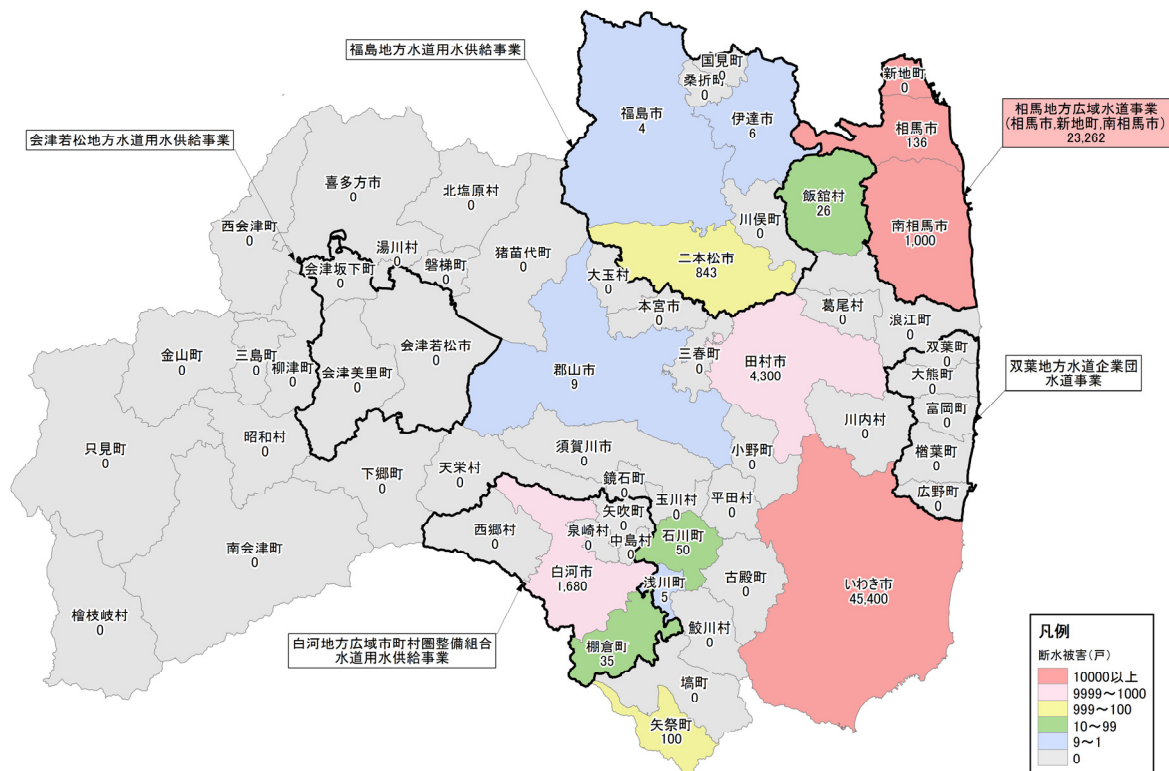 福島地方水道用水供給事業
会津若松地方水道用水供給事業
相馬地方広域水道事業
(相馬市,新地町,南相馬市)
23,262
双葉地方水道企業団
水道事業
白河地方広域市町村圏整備組合
水道用水供給事業
国見町
0
桑折町
0
福島市
4
伊達市
6
新地町
0
相馬市
136
飯舘村
26
南相馬市
1,000
川俣町
0
二本松市
843
喜多方市
0
北塩原村
0
西会津町
0
湯川村
0
会津坂下町
0
磐梯町
0
猪苗代町
0
大玉村
0
本宮市
0
葛尾村
0
浪江町
0
双葉町
0
大熊町
0
富岡町
0
楢葉町
0
広野町
0
三春町
0
田村市
4,300
川内村
0
郡山市
9
会津若松市
0
会津美里町
0
金山町
0
三島町
0
柳津町
0
只見町
0
昭和村
0
下郷町
0
天栄村
0
須賀川市
0
小野町
0
鏡石町
0
玉川村
0
平田村
0
矢吹町
0
西郷村
0
泉崎村
0
中島村
0
石川町
50
南会津町
0
白河市
1,680
浅川町
5
古殿町
0
いわき市
45,400
檜枝岐村
0
棚倉町
35
鮫川村
0
塙町
0
矢祭町
100
凡例
断水被害(戸)
10000以上
9999~1000
999~100
10~99
9~1
0